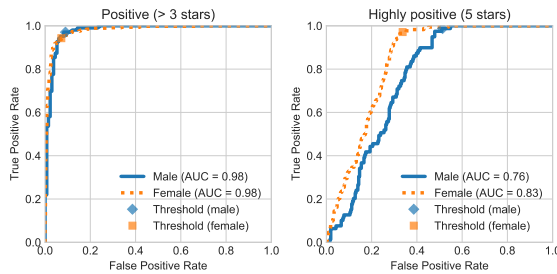 Positive (> 3 stars)
True Positive Rate
1.0
0.8
0.6
0.4
0.2
0.0
Male (AUC = 0.98)
Female (AUC = 0.98)
Threshold (male)
Threshold (female)
0.0 0.2 0.4 0.6 0.8 1.0
False Positive Rate
Highly positive (5 stars)
True Positive Rate
1.0
0.8
0.6
0.4
0.2
0.0
Male (AUC = 0.76)
Female (AUC = 0.83)
Threshold (male)
Threshold (female)
0.0 0.2 0.4 0.6 0.8 1.0
False Positive Rate